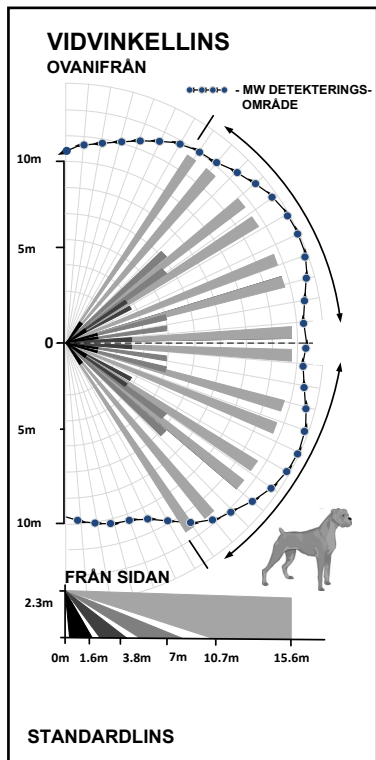 VIDVINKELLINS
OVANIFRÅN
- MW DETEKTERINGS-
OMRÅDE
10m
5m
0
5m
10m
FRÅN SIDAN
2.3m
0m 1.6m 3.8m 7m 10.7m 15.6m
STANDARDLINS